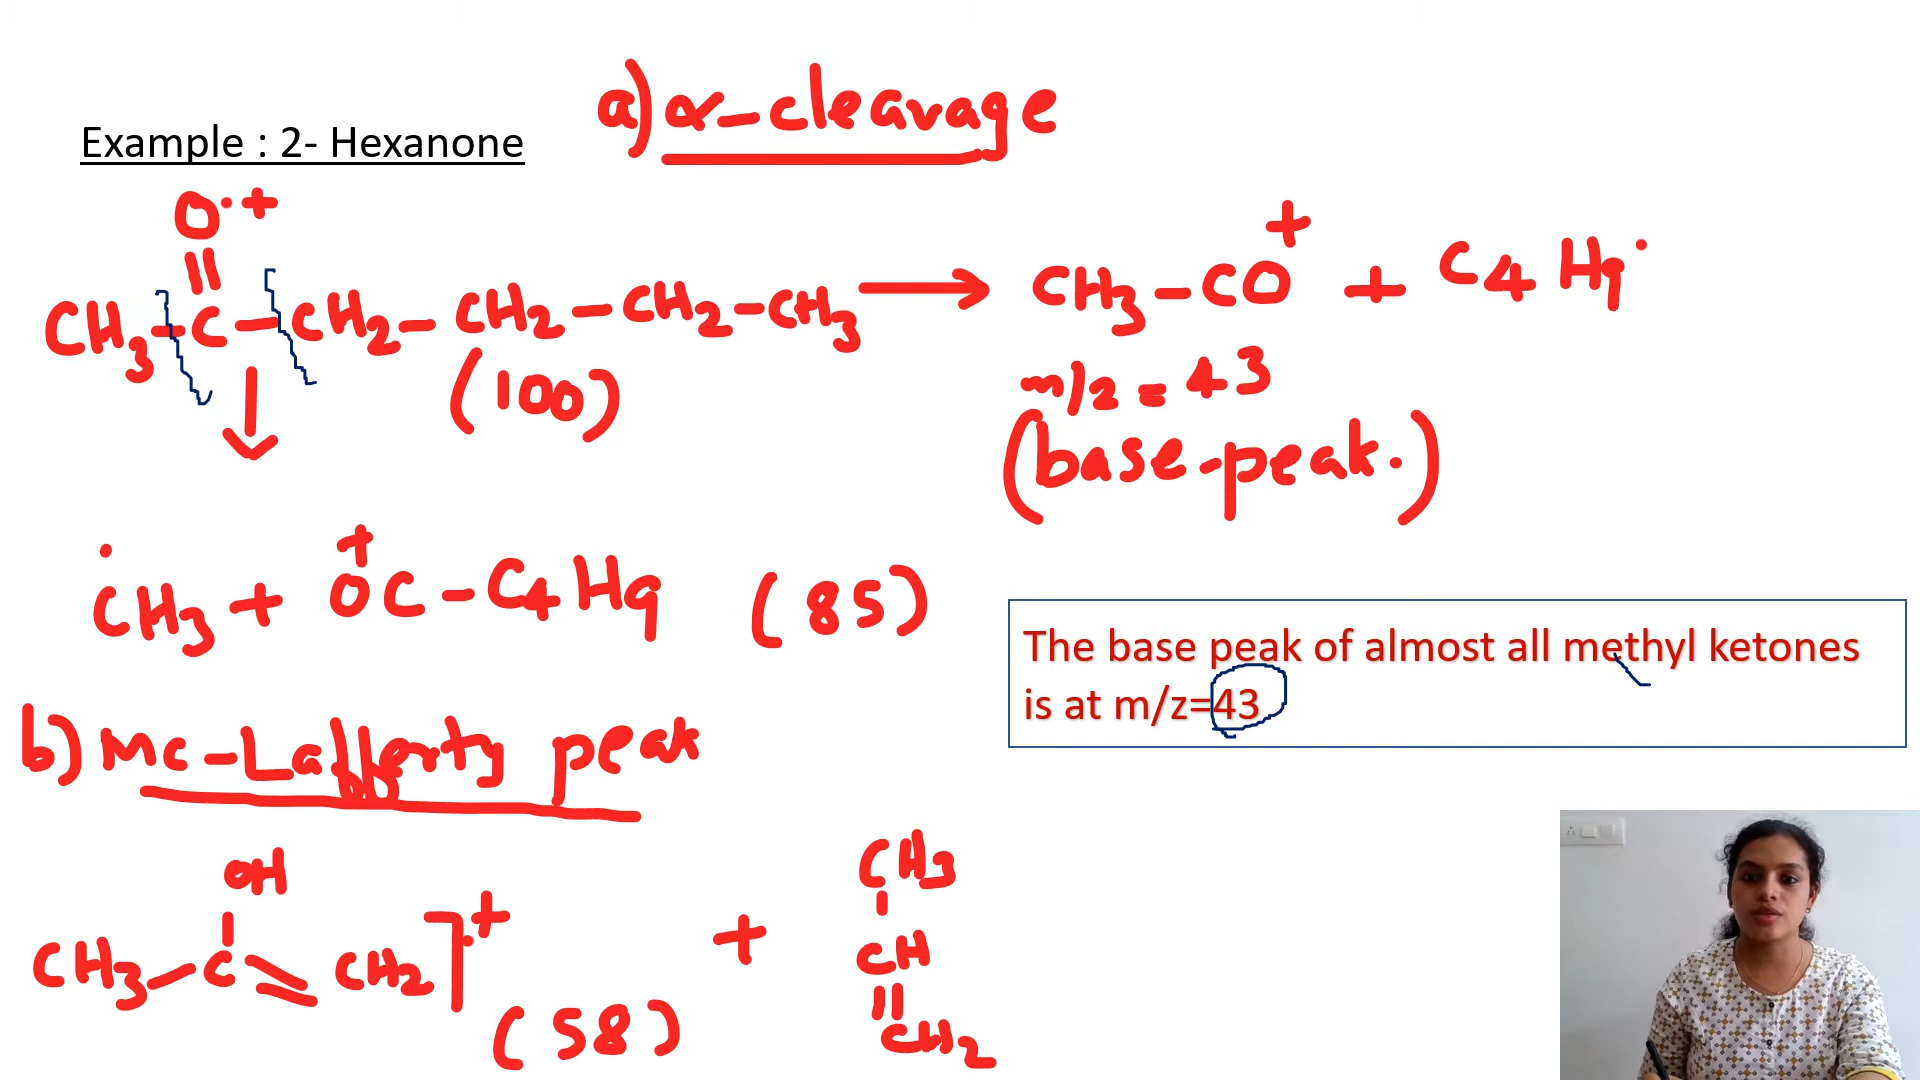 a) α-cleavage
Example : 2- Hexanone
O·+
||
CH3-C-CH2-CH2-CH2-CH3 → CH3-CO+ + C4H9·
(100)
m/z = 43
(base-peak.)
·CH3 + +OC-C4H9 (85)
The base peak of almost all methyl ketones
is at m/z=43
b) Mc-Lafferty peak
OH
|
CH3-C=CH2]·+ (58) +
CH3
|
CH
||
CH2